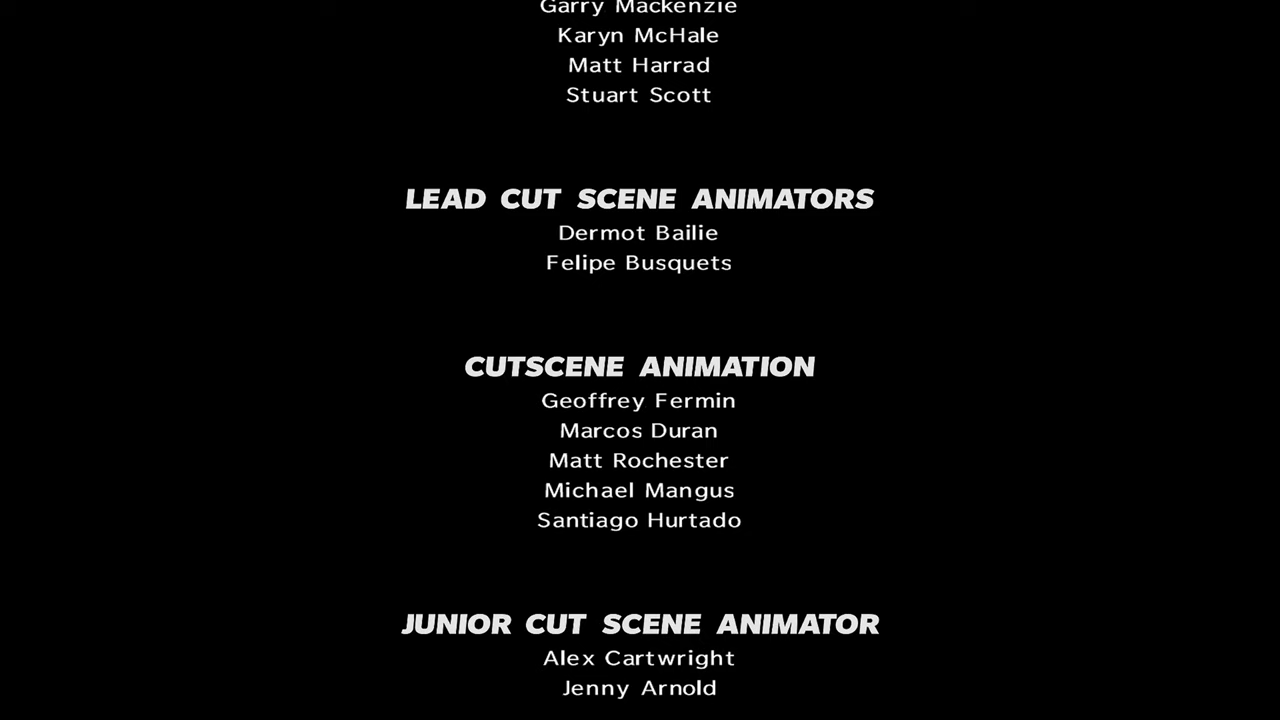 Garry Mackenzie
Karyn McHale
Matt Harrad
Stuart Scott
LEAD CUT SCENE ANIMATORS
Dermot Bailie
Felipe Busquets
CUTSCENE ANIMATION
Geoffrey Fermin
Marcos Duran
Matt Rochester
Michael Mangus
Santiago Hurtado
JUNIOR CUT SCENE ANIMATOR
Alex Cartwright
Jenny Arnold